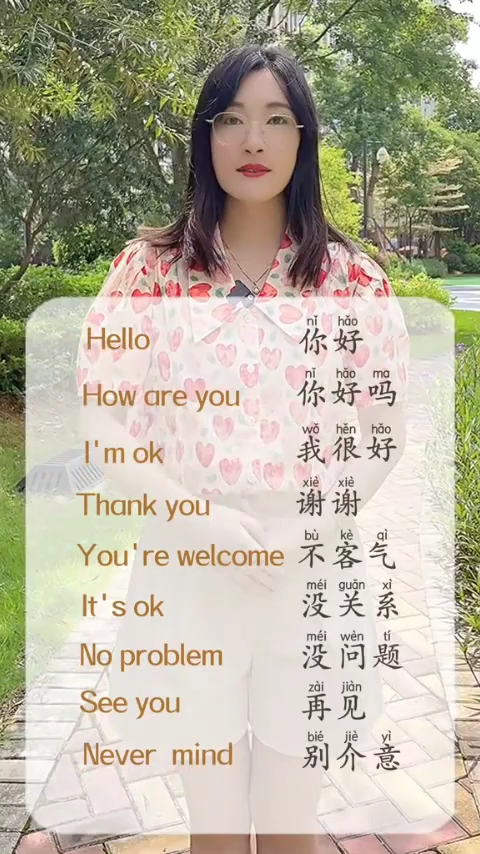 Hello nǐ hǎo 你好
How are you nǐ hǎo ma 你好吗
I'm ok wǒ hěn hǎo 我很好
Thank you xiè xiè 谢谢
You're welcome bù kè qì 不客气
It's ok méi guān xì 没关系
No problem méi wèn tí 没问题
See you zài jiàn 再见
Never mind bié jiè yì 别介意